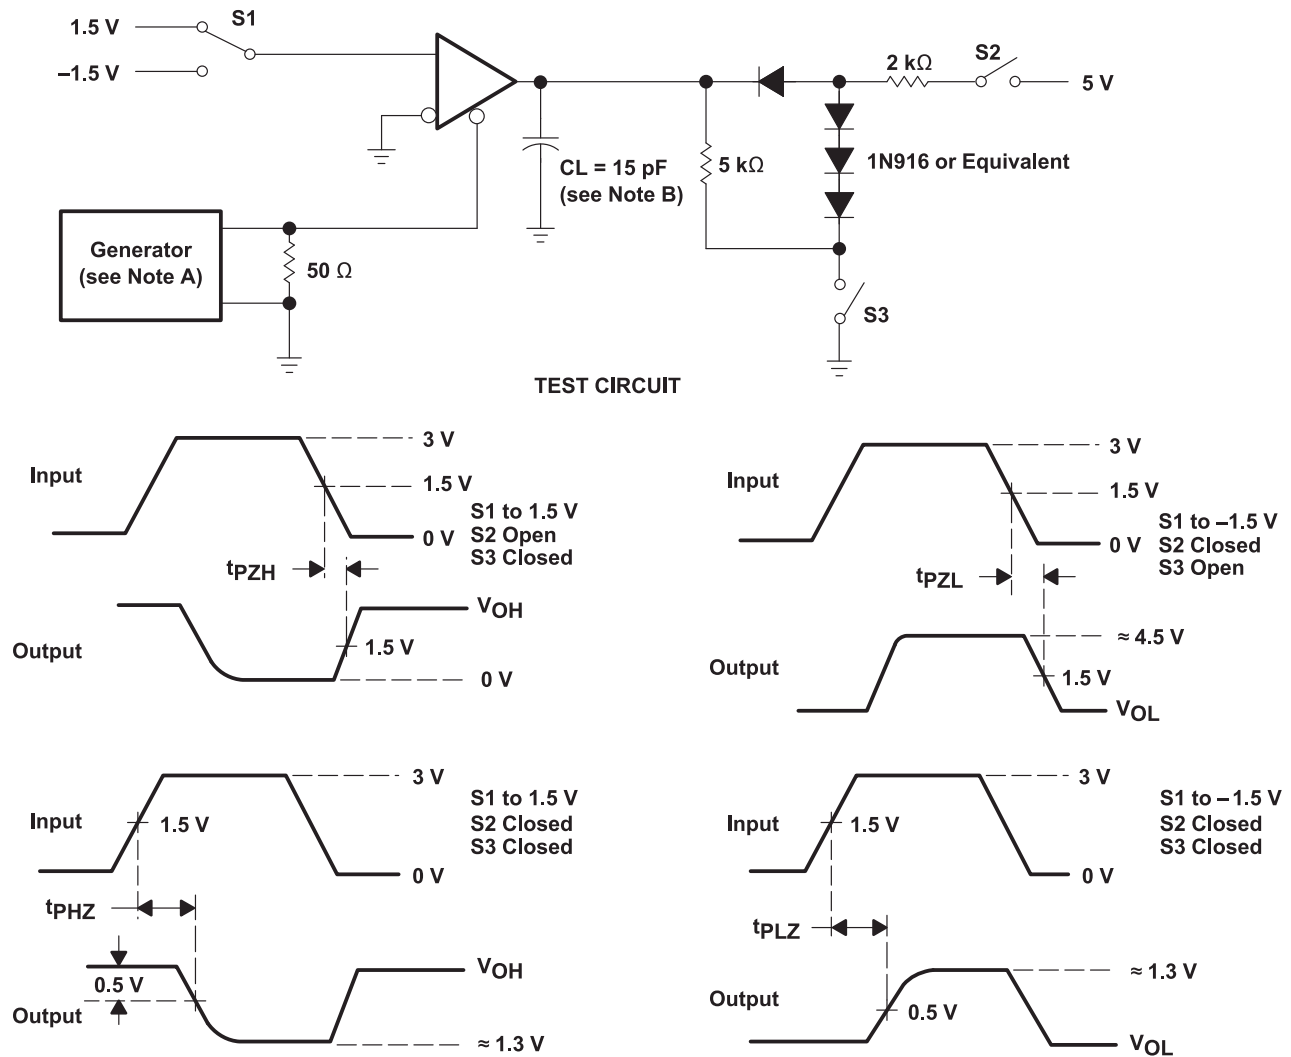 1.5 V
S1
–1.5 V
S2
2 kΩ
5 V
CL = 15 pF
(see Note B)
5 kΩ
1N916 or Equivalent
Generator
(see Note A)
50 Ω
S3
TEST CIRCUIT
Input
3 V
1.5 V
0 V
S1 to 1.5 V
S2 Open
S3 Closed
tPZH
VOH
Output
1.5 V
0 V
Input
3 V
1.5 V
0 V
S1 to –1.5 V
S2 Closed
S3 Open
tPZL
≈ 4.5 V
Output
1.5 V
VOL
Input
3 V
1.5 V
0 V
S1 to 1.5 V
S2 Closed
S3 Closed
tPHZ
0.5 V
VOH
Output
≈ 1.3 V
Input
3 V
1.5 V
0 V
S1 to –1.5 V
S2 Closed
S3 Closed
tPLZ
≈ 1.3 V
Output
0.5 V
VOL